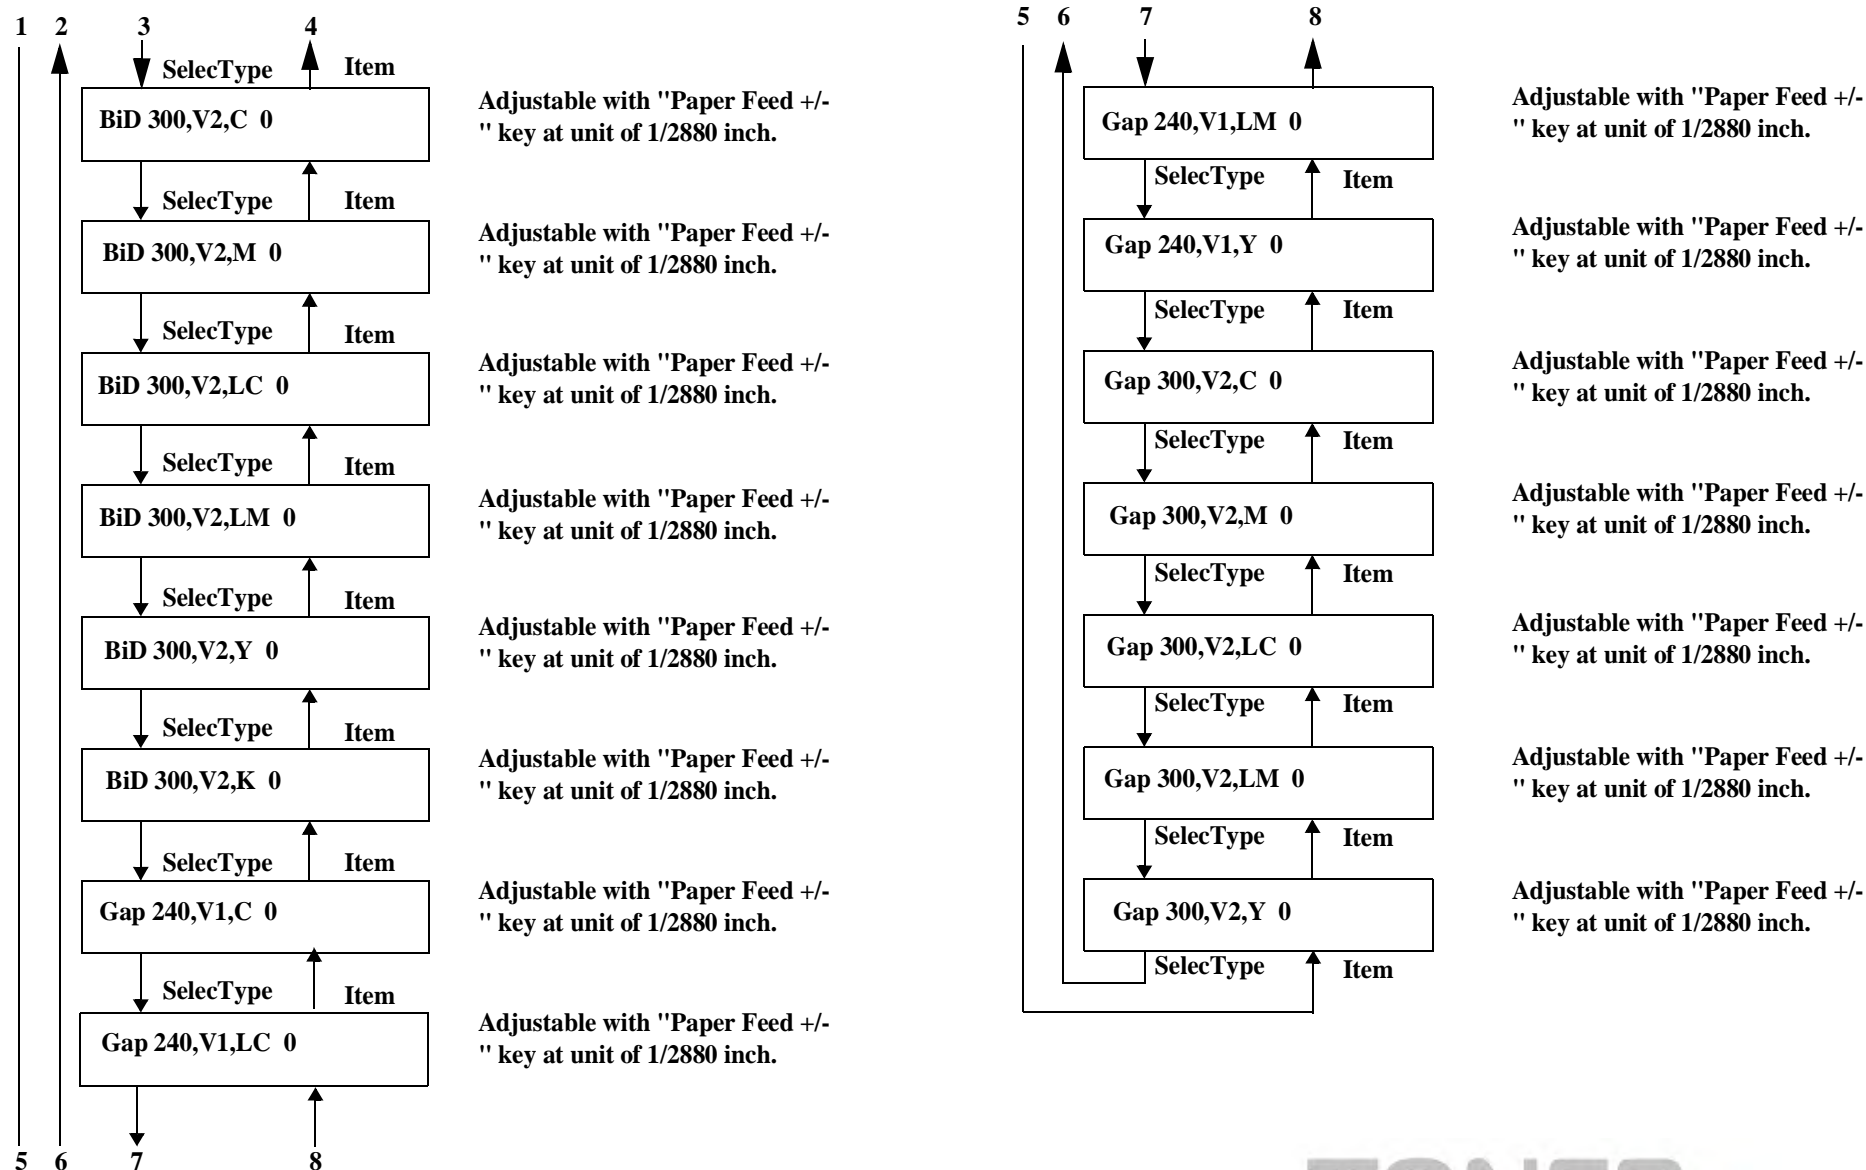 1 2 3 4
SelecType Item
BiD 300,V2,C 0
Adjustable with "Paper Feed +/-
" key at unit of 1/2880 inch.
SelecType Item
BiD 300,V2,M 0
Adjustable with "Paper Feed +/-
" key at unit of 1/2880 inch.
SelecType Item
BiD 300,V2,LC 0
Adjustable with "Paper Feed +/-
" key at unit of 1/2880 inch.
SelecType Item
BiD 300,V2,LM 0
Adjustable with "Paper Feed +/-
" key at unit of 1/2880 inch.
SelecType Item
BiD 300,V2,Y 0
Adjustable with "Paper Feed +/-
" key at unit of 1/2880 inch.
SelecType Item
BiD 300,V2,K 0
Adjustable with "Paper Feed +/-
" key at unit of 1/2880 inch.
SelecType Item
Gap 240,V1,C 0
Adjustable with "Paper Feed +/-
" key at unit of 1/2880 inch.
SelecType Item
Gap 240,V1,LC 0
Adjustable with "Paper Feed +/-
" key at unit of 1/2880 inch.
5 6 7 8
5 6 7 8
Gap 240,V1,LM 0
Adjustable with "Paper Feed +/-
" key at unit of 1/2880 inch.
SelecType Item
Gap 240,V1,Y 0
Adjustable with "Paper Feed +/-
" key at unit of 1/2880 inch.
SelecType Item
Gap 300,V2,C 0
Adjustable with "Paper Feed +/-
" key at unit of 1/2880 inch.
SelecType Item
Gap 300,V2,M 0
Adjustable with "Paper Feed +/-
" key at unit of 1/2880 inch.
SelecType Item
Gap 300,V2,LC 0
Adjustable with "Paper Feed +/-
" key at unit of 1/2880 inch.
SelecType Item
Gap 300,V2,LM 0
Adjustable with "Paper Feed +/-
" key at unit of 1/2880 inch.
SelecType Item
Gap 300,V2,Y 0
Adjustable with "Paper Feed +/-
" key at unit of 1/2880 inch.
SelecType Item